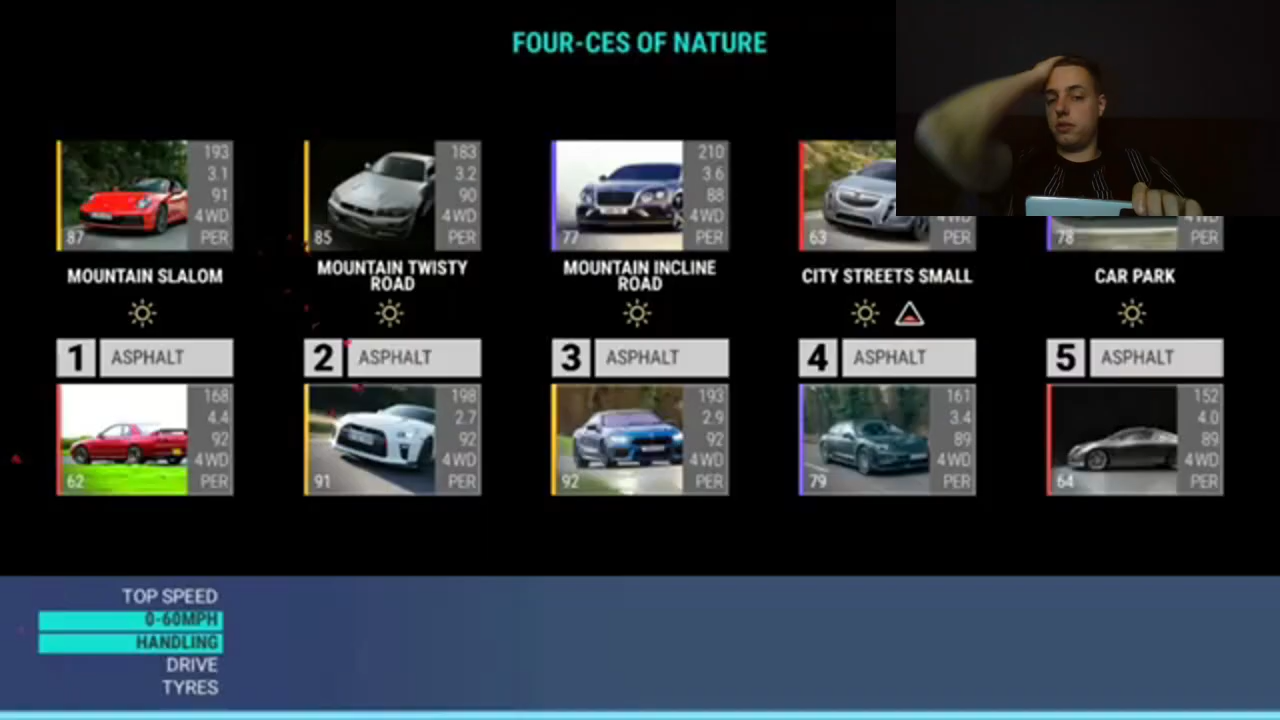 FOUR-CES OF NATURE
193
3.1
91
4WD
87 PER
183
3.2
90
4WD
85 PER
210
3.6
88
4WD
77 PER
63 PER
78 PER
MOUNTAIN SLALOM
MOUNTAIN TWISTY
ROAD
MOUNTAIN INCLINE
ROAD
CITY STREETS SMALL
CAR PARK
1 ASPHALT
2 ASPHALT
3 ASPHALT
4 ASPHALT
5 ASPHALT
168
4.4
92
4WD
62 PER
198
2.7
92
4WD
91 PER
193
2.9
92
4WD
92 PER
161
3.4
89
4WD
79 PER
152
4.0
89
4WD
64 PER
TOP SPEED
0-60MPH
HANDLING
DRIVE
TYRES